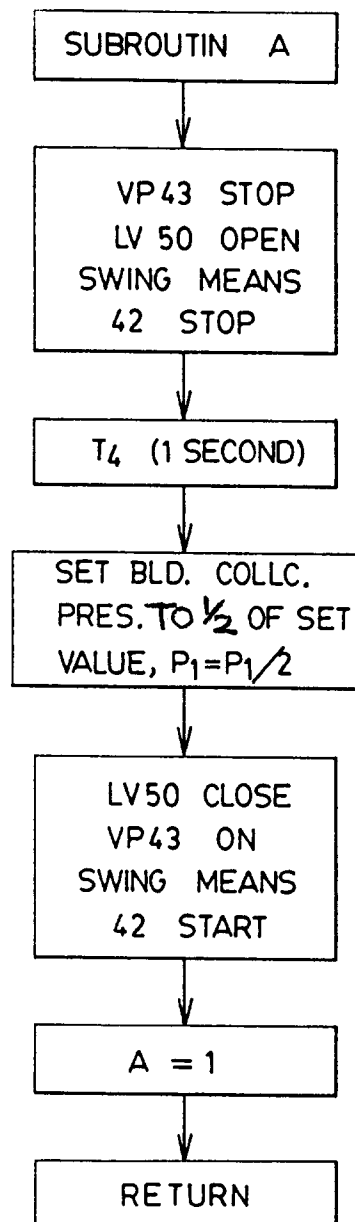 SUBROUTIN A
VP43 STOP
LV 50 OPEN
SWING MEANS
42 STOP
T4 (1 SECOND)
SET BLD. COLLC.
PRES. TO 1/2 OF SET
VALUE, P1=P1/2
LV50 CLOSE
VP43 ON
SWING MEANS
42 START
A = 1
RETURN